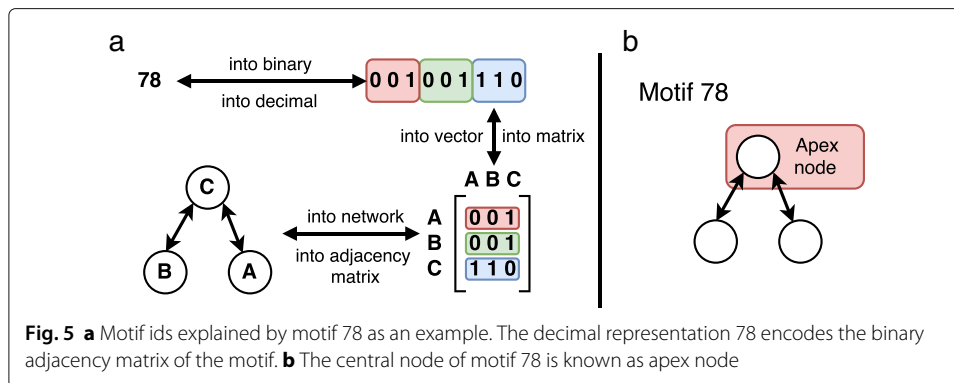 a
b
into binary
78
0 0 1 0 0 1 1 1 0
into decimal
Motif 78
into vector
into matrix
Apex
node
A B C
C
into network
A
0 0 1
B
0 0 1
B
A
into adjacency
matrix
C
1 1 0
Fig. 5 a Motif ids explained by motif 78 as an example. The decimal representation 78 encodes the binary
adjacency matrix of the motif. b The central node of motif 78 is known as apex node